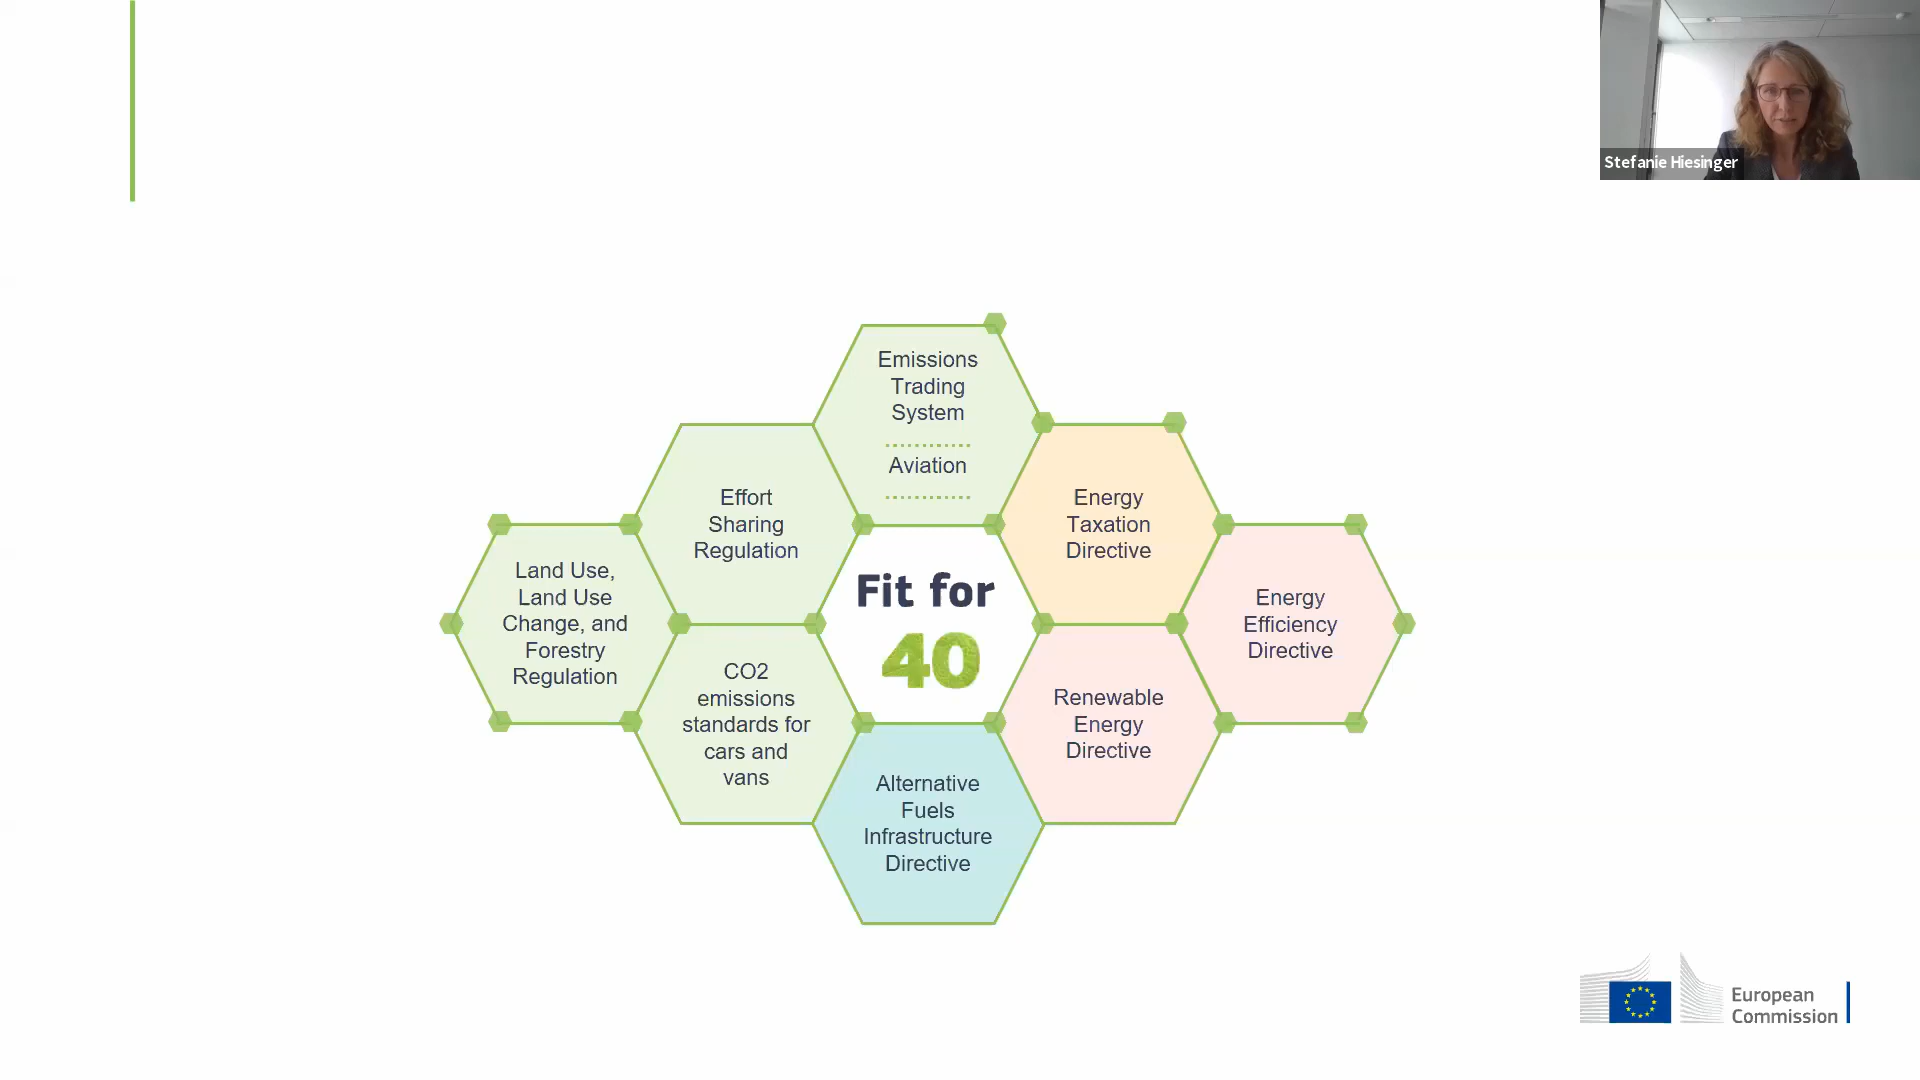 Stefanie Hiesinger
Emissions
Trading
System
Aviation
Effort
Sharing
Regulation
Energy
Taxation
Directive
Land Use,
Land Use
Change, and
Forestry
Regulation
Fit for
40
Energy
Efficiency
Directive
CO2
emissions
standards for
cars and
vans
Renewable
Energy
Directive
Alternative
Fuels
Infrastructure
Directive
European
Commission